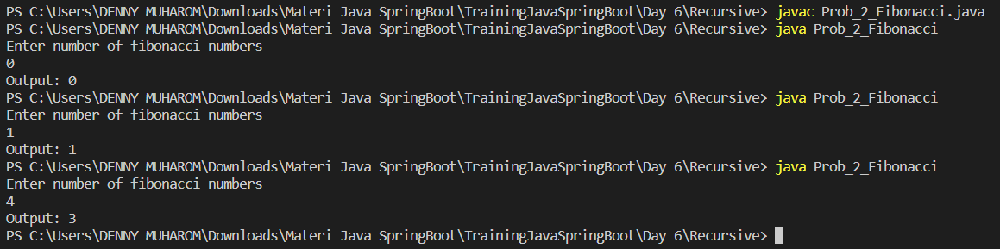 PS C:\Users\DENNY MUHAROM\Downloads\Materi Java SpringBoot\TrainingJavaSpringBoot\Day 6\Recursive> javac Prob_2_Fibonacci.java
PS C:\Users\DENNY MUHAROM\Downloads\Materi Java SpringBoot\TrainingJavaSpringBoot\Day 6\Recursive> java Prob_2_Fibonacci
Enter number of fibonacci numbers
0
Output: 0
PS C:\Users\DENNY MUHAROM\Downloads\Materi Java SpringBoot\TrainingJavaSpringBoot\Day 6\Recursive> java Prob_2_Fibonacci
Enter number of fibonacci numbers
1
Output: 1
PS C:\Users\DENNY MUHAROM\Downloads\Materi Java SpringBoot\TrainingJavaSpringBoot\Day 6\Recursive> java Prob_2_Fibonacci
Enter number of fibonacci numbers
4
Output: 3
PS C:\Users\DENNY MUHAROM\Downloads\Materi Java SpringBoot\TrainingJavaSpringBoot\Day 6\Recursive>